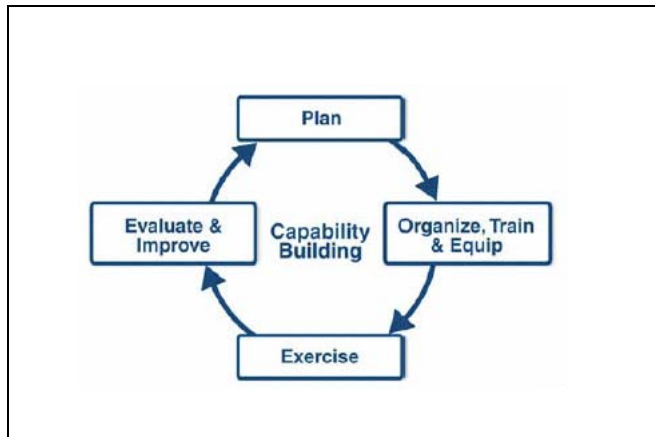 Plan
Evaluate &
Improve
Capability
Building
Organize, Train
& Equip
Exercise